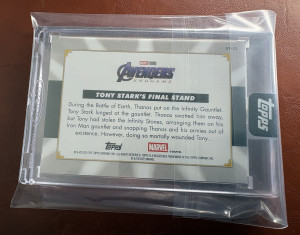 MARVEL STUDIOS
AVENGERS
ENDGAME
TONY STARK'S FINAL STAND
During the Battle of Earth, Thanos put on the Infinity Gauntlet.
Tony Stark lunged at the gauntlet. Thanos swatted him away,
but Tony had stolen the Infinity Stones, arranging them on his
Iron Man gauntlet and snapping Thanos and his armies out of
existence. However, doing so mortally wounded Tony.
Topps
MARVEL
topps